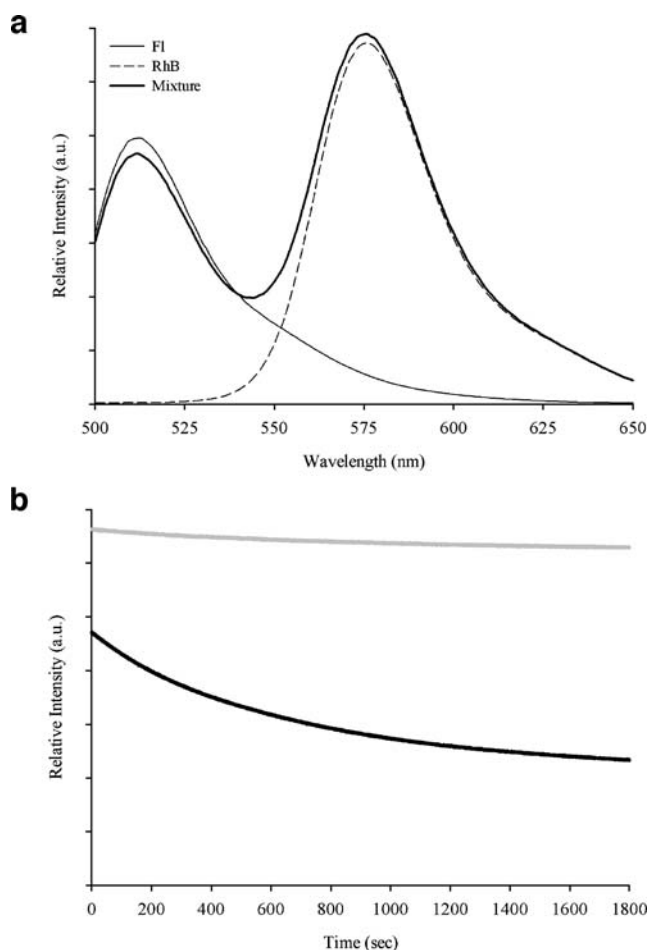 a
Fl
RhB
Mixture
Relative Intensity (a.u.)
500 525 550 575 600 625 650
Wavelength (nm)
b
Relative Intensity (a.u.)
0 200 400 600 800 1000 1200 1400 1600 1800
Time (sec)